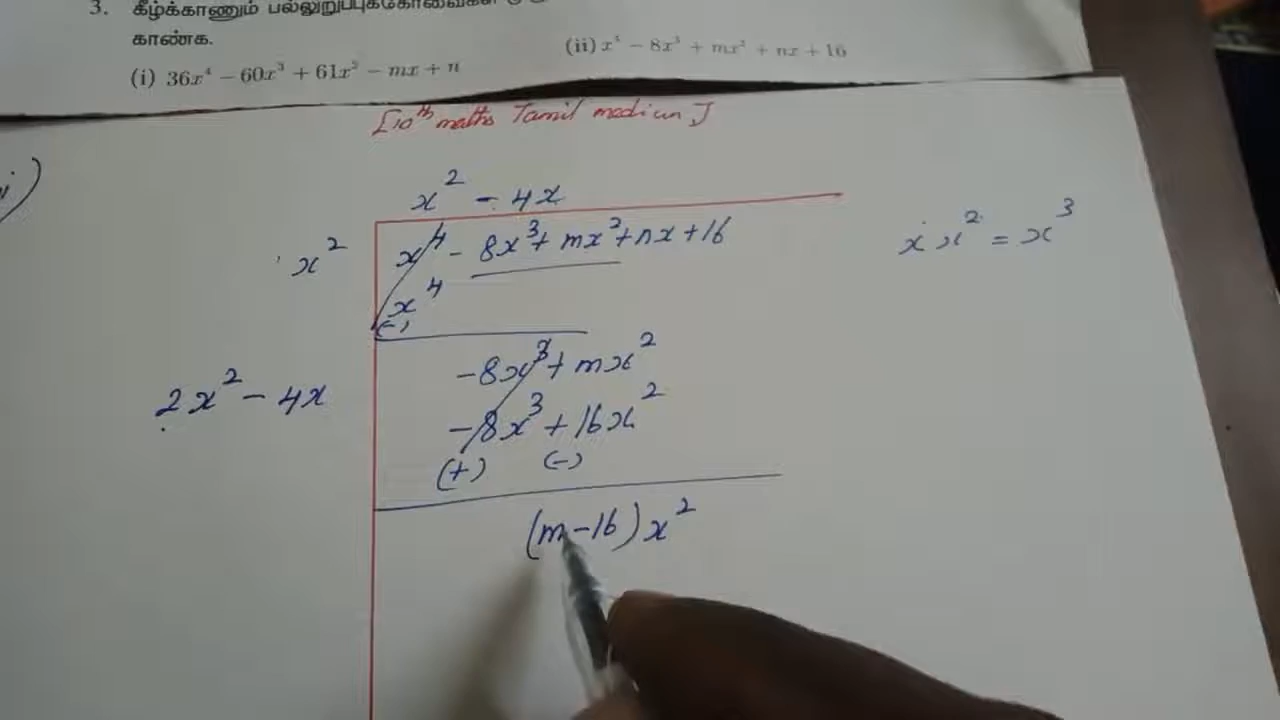 3. கீழ்க்காணும் பல்லுறுப்புக்கோவைகள்
காண்க.
(i) 36x⁴ − 60x³ + 61x² − mx + n
(ii) x⁴ − 8x³ + mx² + nx + 16
[10th maths Tamil medium]
x² - 4x
x² x⁴ - 8x³ + mx² + nx + 16
x⁴
(-)
-8x³ + mx²
2x² - 4x -8x³ + 16x²
(+) (-)
(m-16)x²
x x² = x³